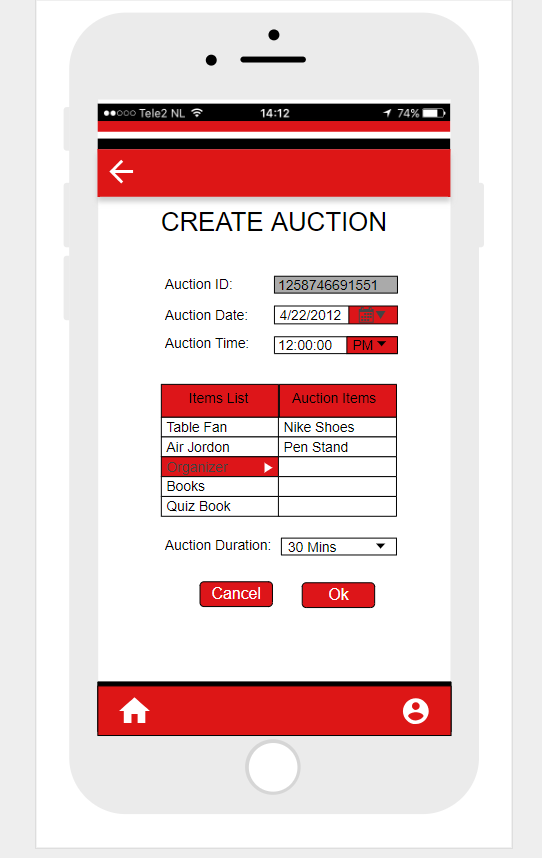 Tele2 NL 14:12 74%
CREATE AUCTION
Auction ID: 1258746691551
Auction Date: 4/22/2012
Auction Time: 12:00:00 PM
Items List Auction Items
Table Fan Nike Shoes
Air Jordon Pen Stand
Organizer
Books
Quiz Book
Auction Duration: 30 Mins
Cancel Ok